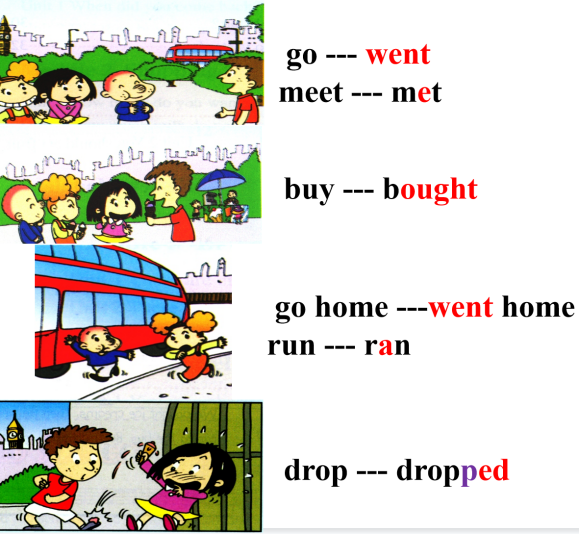 go --- went
meet --- met
buy --- bought
go home ---went home
run --- ran
drop --- dropped